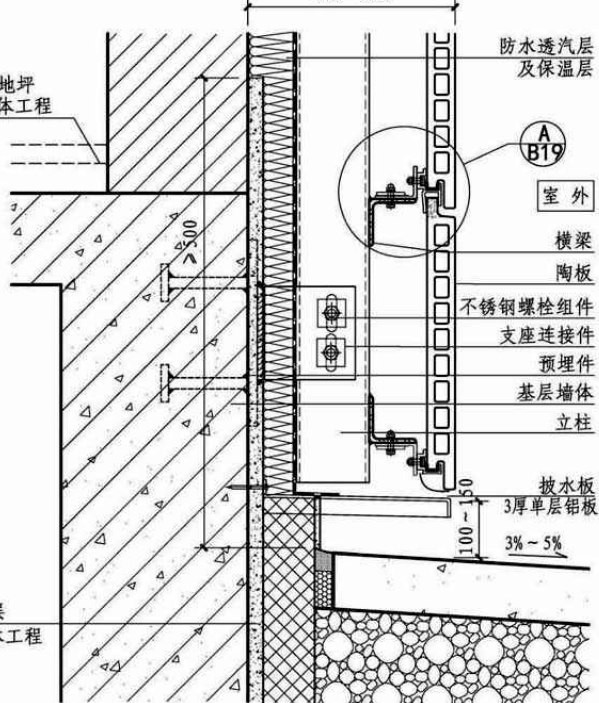 防水透汽层
及保温层
地坪
体工程
A
B19
室外
≥500
横梁
陶板
不锈钢螺栓组件
支座连接件
预埋件
基层墙体
立柱
披水板
3厚单层铝板
100~150
3%~5%
工程